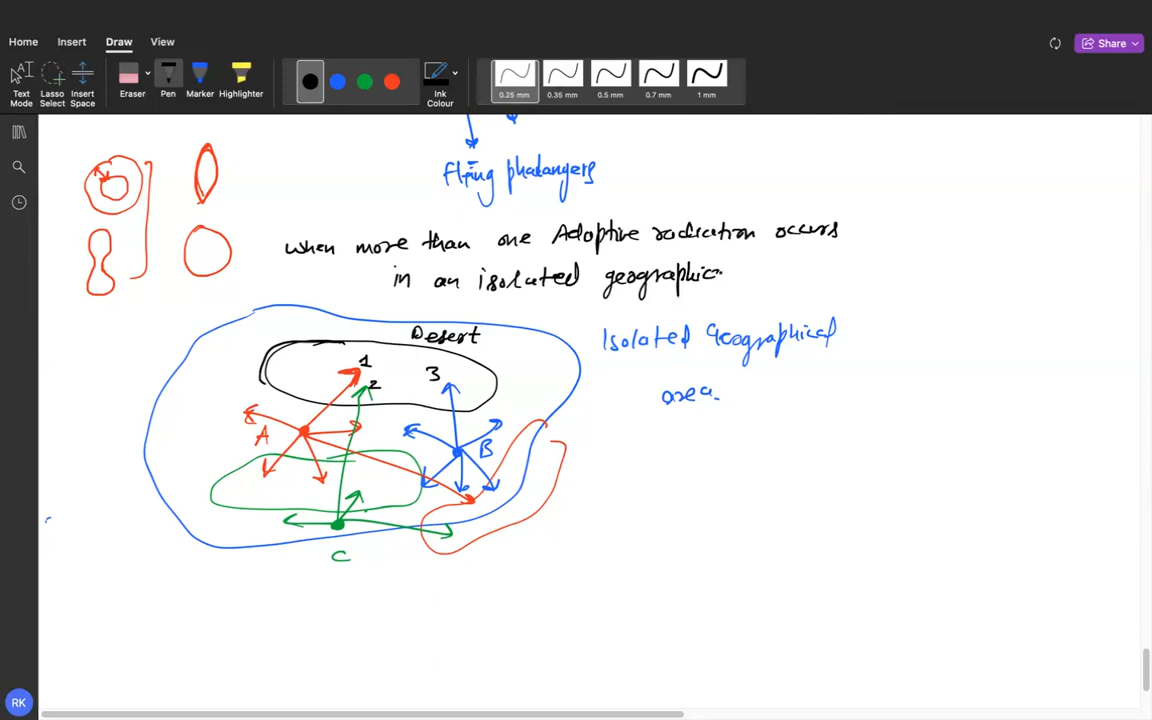 Home Insert Draw View
Share
Text Mode
Lasso Select
Insert Space
Eraser
Pen
Marker
Highlighter
Ink Colour
0.25 mm
0.35 mm
0.5 mm
0.7 mm
1 mm
Flying phalangers
when more than one Adoptive radiation occurs
in an isolated geographic
Desert
Isolated Geographical
area.
1
2
3
A
B
C
RK